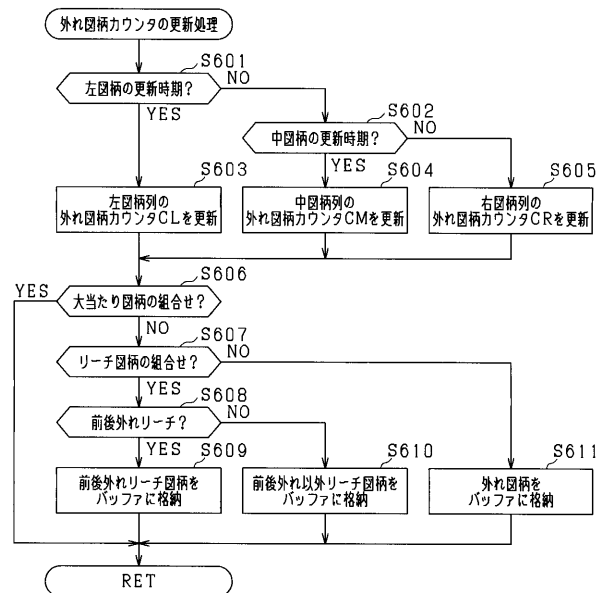 外れ図柄カウンタの更新処理
S601
左図柄の更新時期?
NO
YES
S602
中図柄の更新時期?
NO
YES
S603
左図柄列の
外れ図柄カウンタCLを更新
S604
中図柄列の
外れ図柄カウンタCMを更新
S605
右図柄列の
外れ図柄カウンタCRを更新
S606
YES
大当たり図柄の組合せ?
NO
S607
リーチ図柄の組合せ?
NO
YES
S608
前後外れリーチ?
NO
YES
S609
前後外れリーチ図柄を
バッファに格納
S610
前後外れ以外リーチ図柄を
バッファに格納
S611
外れ図柄を
バッファに格納
RET